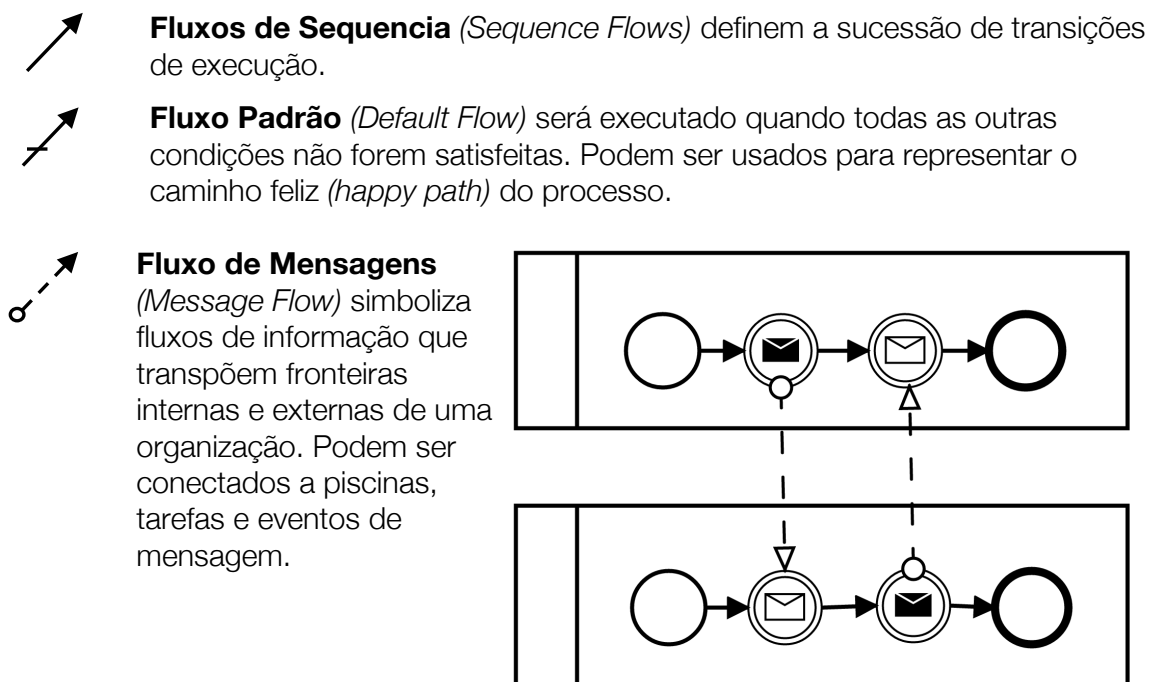 Fluxos de Sequencia (Sequence Flows) definem a sucessão de transições
de execução.
Fluxo Padrão (Default Flow) será executado quando todas as outras
condições não forem satisfeitas. Podem ser usados para representar o
caminho feliz (happy path) do processo.
Fluxo de Mensagens
(Message Flow) simboliza
fluxos de informação que
transpõem fronteiras
internas e externas de uma
organização. Podem ser
conectados a piscinas,
tarefas e eventos de
mensagem.